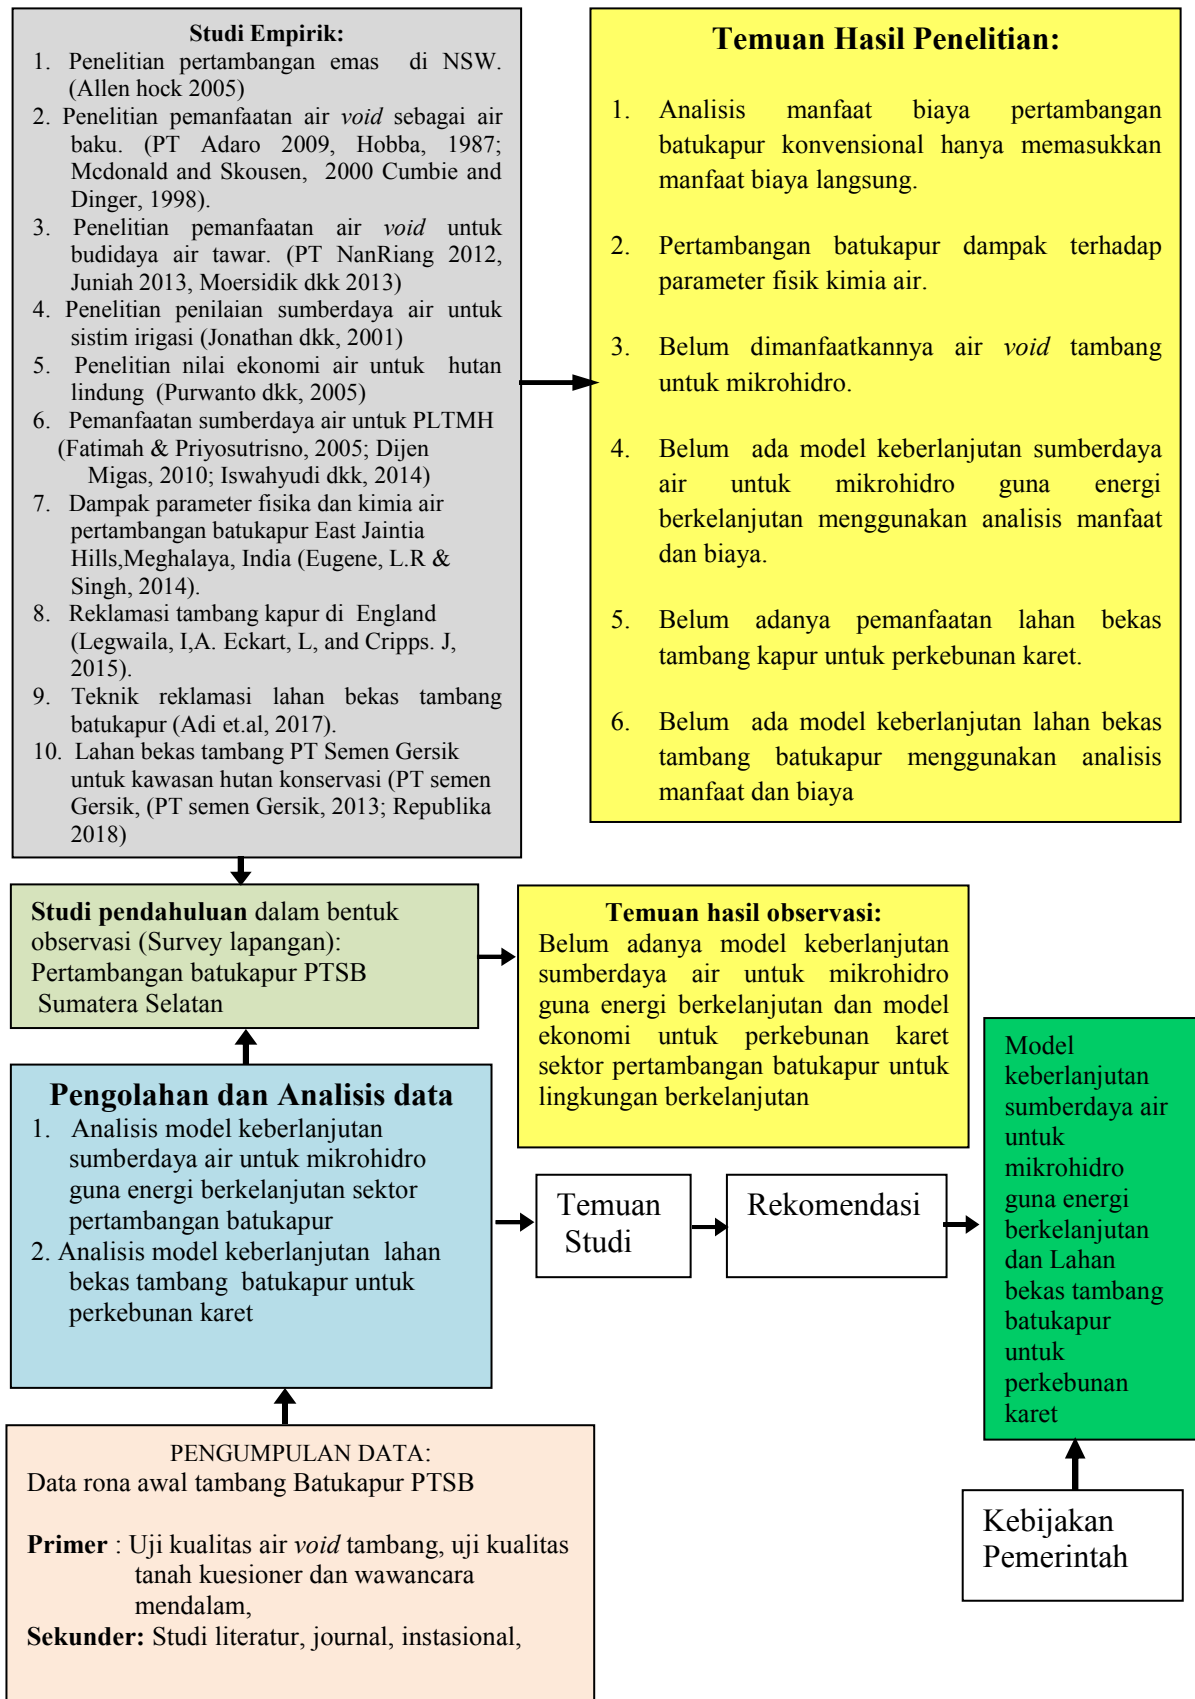 Studi Empirik:
1. Penelitian pertambangan emas di NSW.
(Allen hock 2005)
2. Penelitian pemanfaatan air void sebagai air
baku. (PT Adaro 2009, Hobba, 1987;
Mcdonald and Skousen, 2000 Cumbie and
Dinger, 1998).
3. Penelitian pemanfaatan air void untuk
budidaya air tawar. (PT NanRiang 2012,
Juniah 2013, Moersidik dkk 2013)
4. Penelitian penilaian sumberdaya air untuk
sistim irigasi (Jonathan dkk, 2001)
5. Penelitian nilai ekonomi air untuk hutan
lindung (Purwanto dkk, 2005)
6. Pemanfaatan sumberdaya air untuk PLTMH
(Fatimah & Priyosutrisno, 2005; Dijen
Migas, 2010; Iswahyudi dkk, 2014)
7. Dampak parameter fisika dan kimia air
pertambangan batukapur East Jaintia
Hills,Meghalaya, India (Eugene, L.R &
Singh, 2014).
8. Reklamasi tambang kapur di England
(Legwaila, I,A. Eckart, L, and Cripps. J,
2015).
9. Teknik reklamasi lahan bekas tambang
batukapur (Adi et.al, 2017).
10. Lahan bekas tambang PT Semen Gersik
untuk kawasan hutan konservasi (PT semen
Gersik, (PT semen Gersik, 2013; Republika
2018)
Temuan Hasil Penelitian:
1. Analisis manfaat biaya pertambangan
batukapur konvensional hanya memasukkan
manfaat biaya langsung.
2. Pertambangan batukapur dampak terhadap
parameter fisik kimia air.
3. Belum dimanfaatkannya air void tambang
untuk mikrohidro.
4. Belum ada model keberlanjutan sumberdaya
air untuk mikrohidro guna energi
berkelanjutan menggunakan analisis manfaat
dan biaya.
5. Belum adanya pemanfaatan lahan bekas
tambang kapur untuk perkebunan karet.
6. Belum ada model keberlanjutan lahan bekas
tambang batukapur menggunakan analisis
manfaat dan biaya
Studi pendahuluan dalam bentuk
observasi (Survey lapangan):
Pertambangan batukapur PTSB
Sumatera Selatan
Temuan hasil observasi:
Belum adanya model keberlanjutan
sumberdaya air untuk mikrohidro
guna energi berkelanjutan dan model
ekonomi untuk perkebunan karet
sektor pertambangan batukapur untuk
lingkungan berkelanjutan
Pengolahan dan Analisis data
1. Analisis model keberlanjutan
sumberdaya air untuk mikrohidro
guna energi berkelanjutan sektor
pertambangan batukapur
2. Analisis model keberlanjutan lahan
bekas tambang batukapur untuk
perkebunan karet
Temuan
Studi
Rekomendasi
Model
keberlanjutan
sumberdaya air
untuk
mikrohidro
guna energi
berkelanjutan
dan Lahan
bekas tambang
batukapur
untuk
perkebunan
karet
PENGUMPULAN DATA:
Data rona awal tambang Batukapur PTSB
Primer : Uji kualitas air void tambang, uji kualitas
tanah kuesioner dan wawancara
mendalam,
Sekunder: Studi literatur, journal, instasional,
Kebijakan
Pemerintah